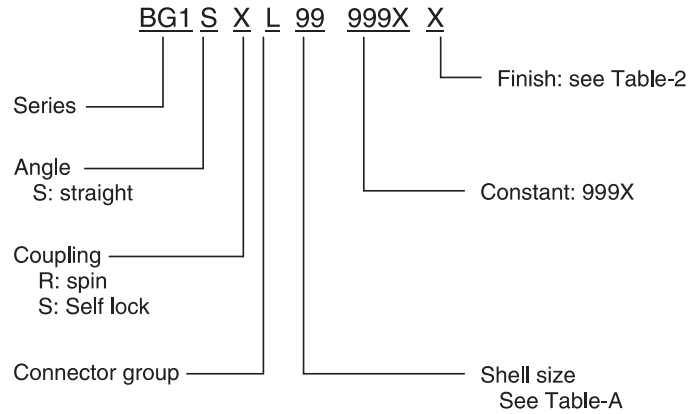 BG1 S X L 99 999X X
Finish: see Table-2
Series
Angle
S: straight
Constant: 999X
Coupling
R: spin
S: Self lock
Connector group
Shell size
See Table-A